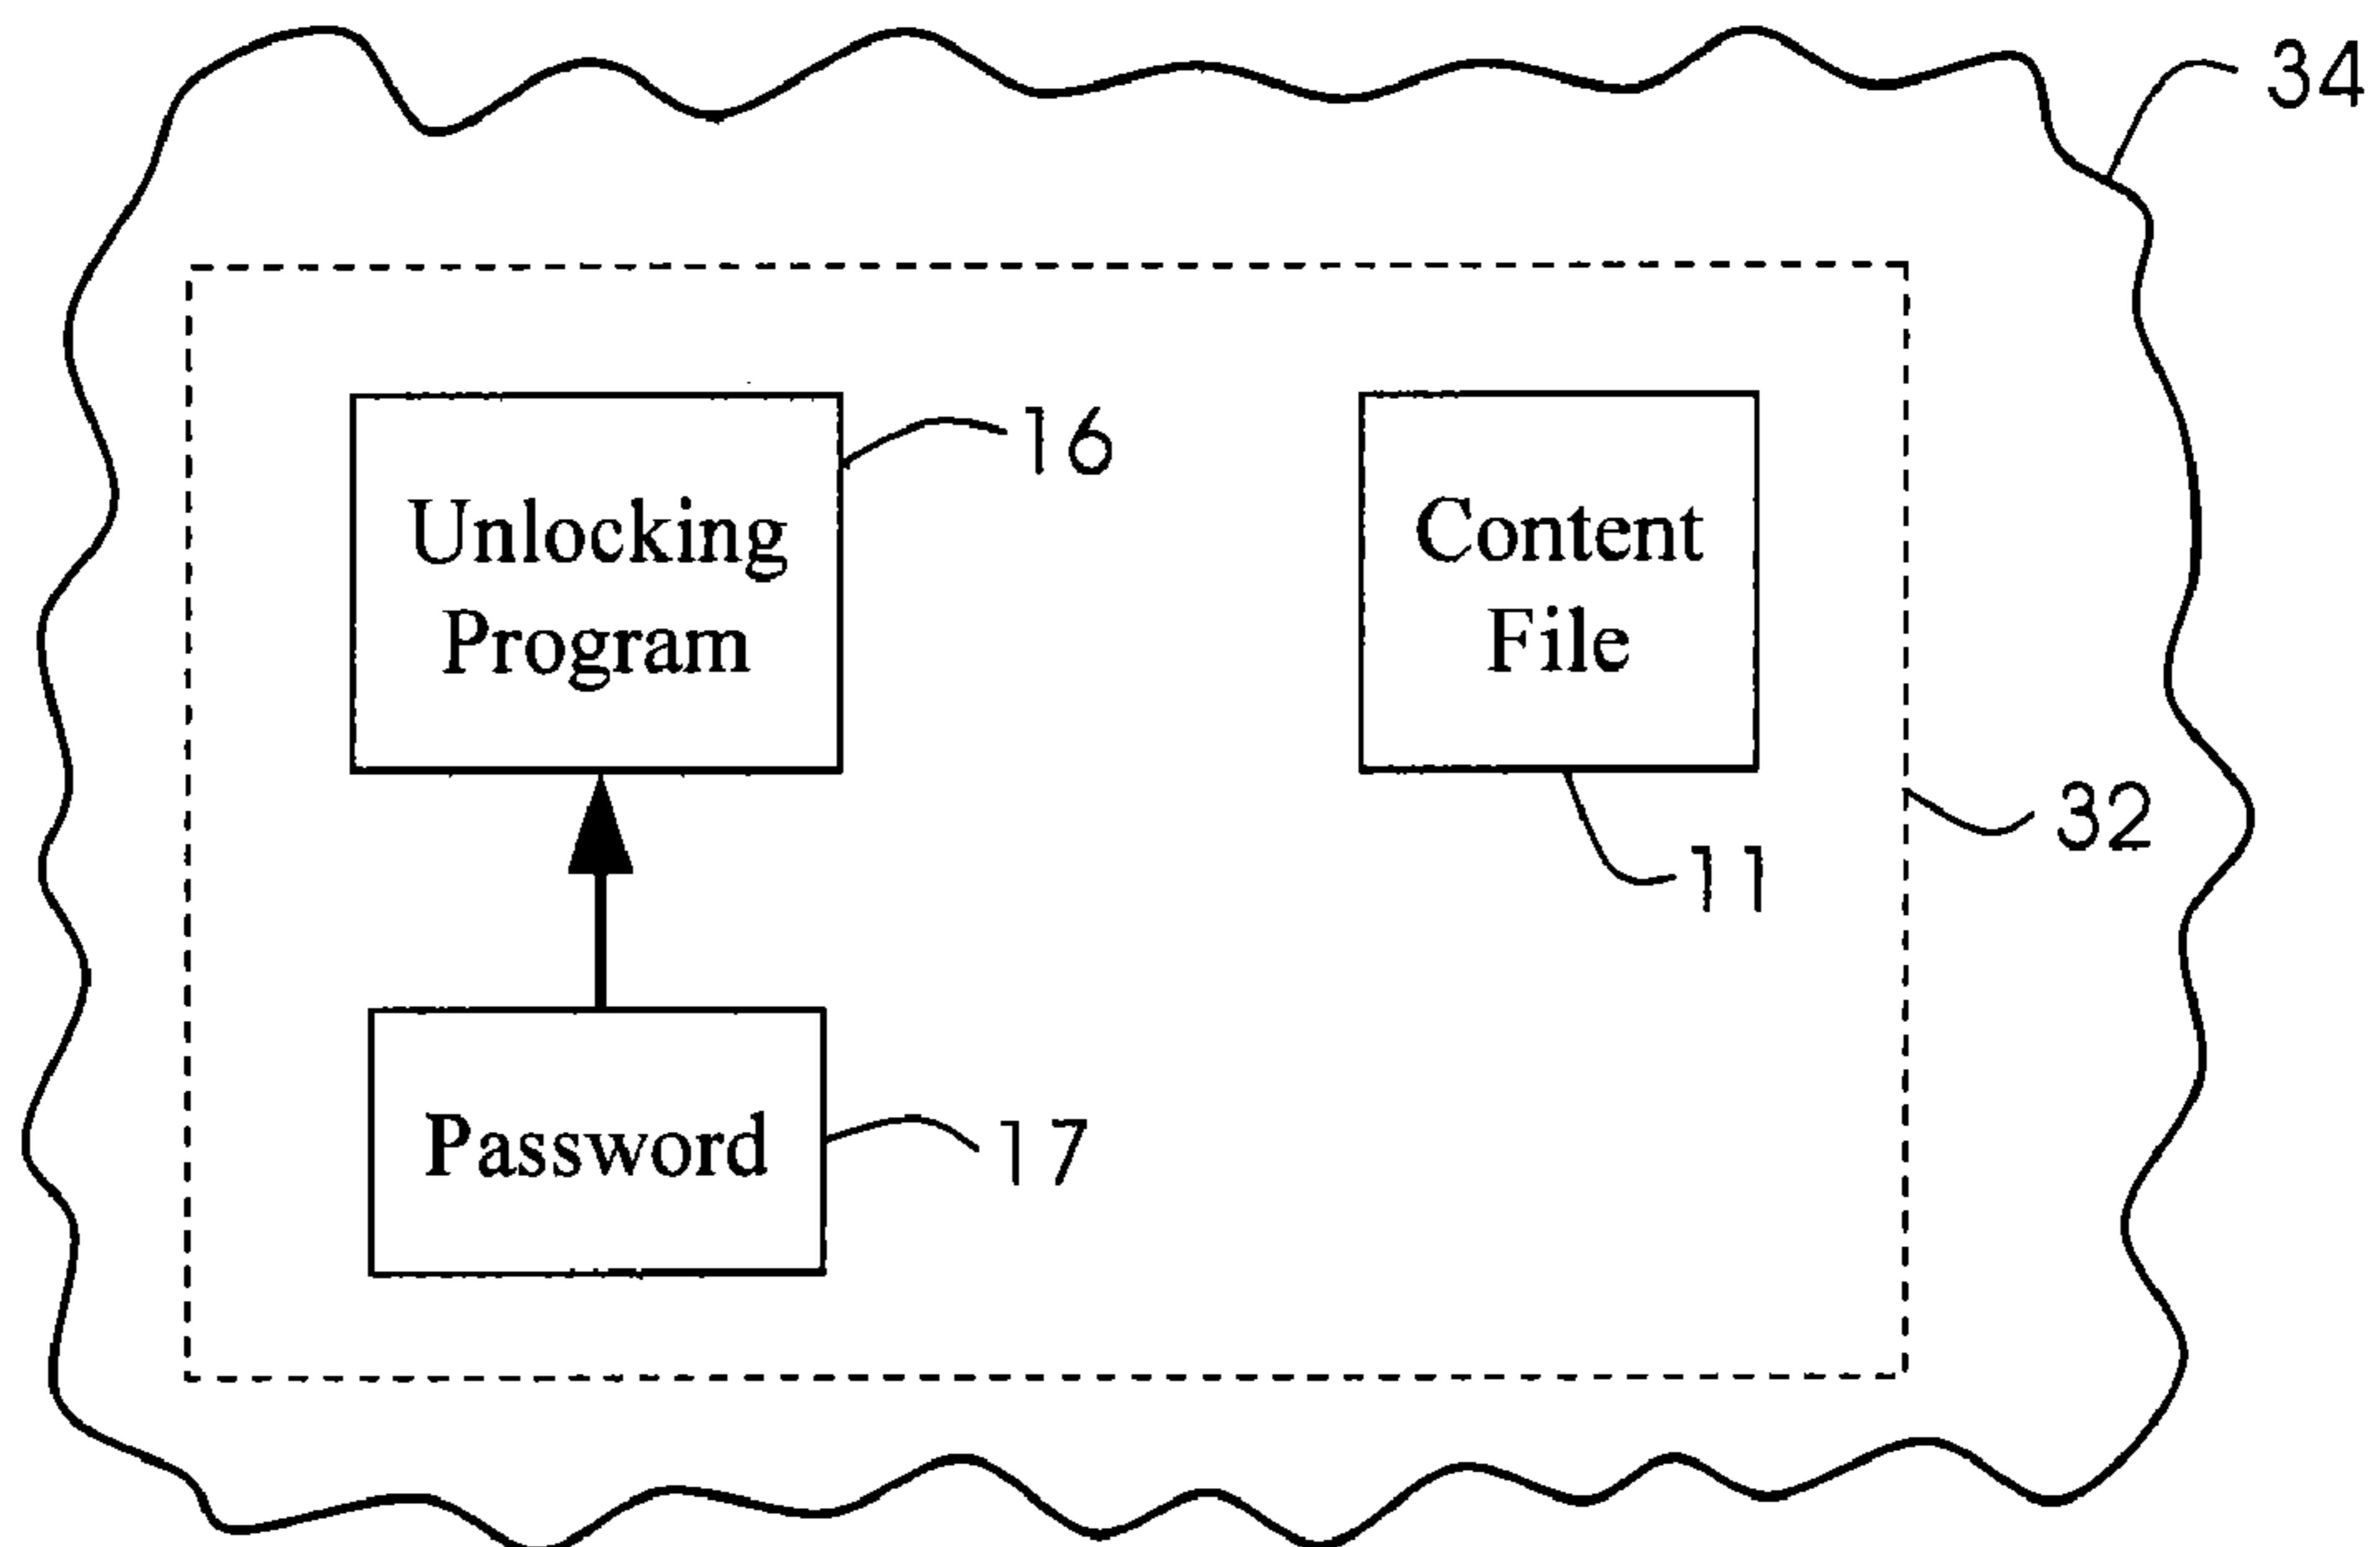 34
16
Unlocking
Program
Content
File
32
11
Password
17